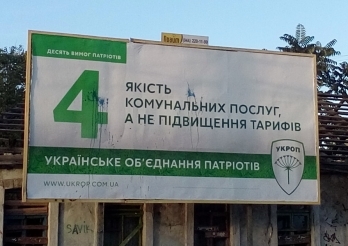 ДЕСЯТЬ ВИМОГ ПАТРІОТІВ
4
ЯКІСТЬ
КОМУНАЛЬНИХ ПОСЛУГ,
А НЕ ПІДВИЩЕННЯ ТАРИФІВ
УКРОП
УКРАЇНСЬКЕ ОБ'ЄДНАННЯ ПАТРІОТІВ
WWW.UKROP.COM.UA
SAVIK